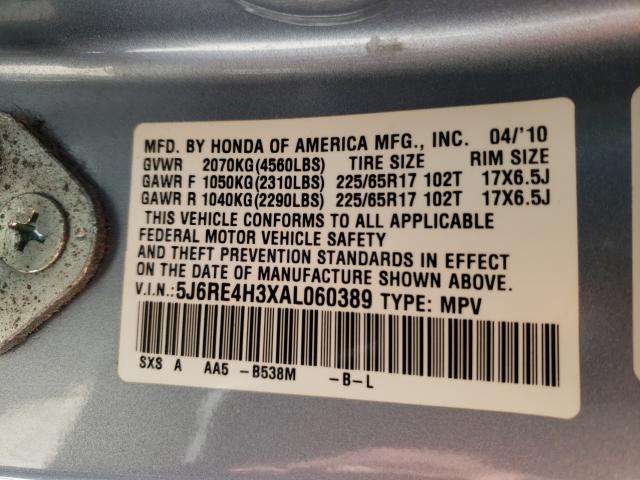 MFD. BY HONDA OF AMERICA MFG., INC. 04/'10
GVWR 2070KG(4560LBS) TIRE SIZE RIM SIZE
GAWR F 1050KG(2310LBS) 225/65R17 102T 17X6.5J
GAWR R 1040KG(2290LBS) 225/65R17 102T 17X6.5J
THIS VEHICLE CONFORMS TO ALL APPLICABLE
FEDERAL MOTOR VEHICLE SAFETY
AND THEFT PREVENTION STANDARDS IN EFFECT
ON THE DATE OF MANUFACTURE SHOWN ABOVE.
V.I.N.:5J6RE4H3XAL060389 TYPE: MPV
SXS A AA5 -B538M -B-L